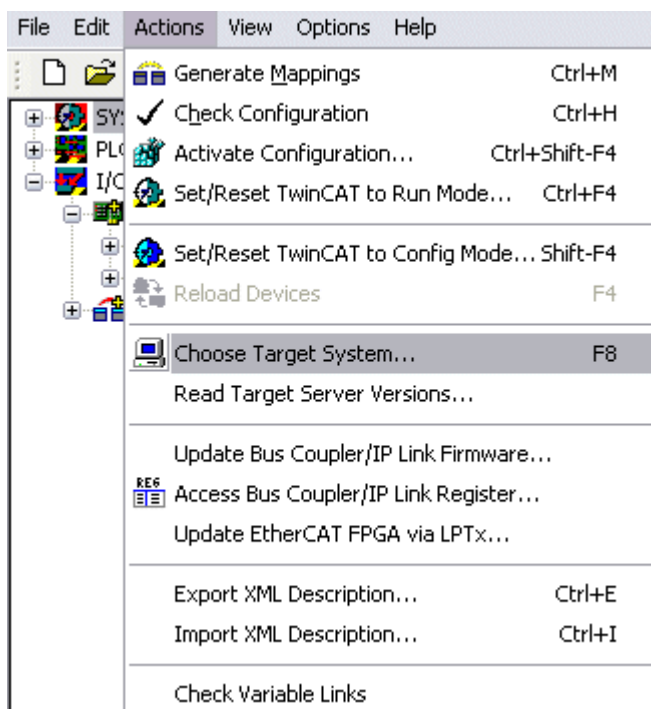 File Edit Actions View Options Help
Generate Mappings Ctrl+M
SY Check Configuration Ctrl+H
PL Activate Configuration... Ctrl+Shift-F4
I/C Set/Reset TwinCAT to Run Mode... Ctrl+F4
Set/Reset TwinCAT to Config Mode... Shift-F4
Reload Devices F4
Choose Target System... F8
Read Target Server Versions...
Update Bus Coupler/IP Link Firmware...
REG Access Bus Coupler/IP Link Register...
Update EtherCAT FPGA via LPTx...
Export XML Description... Ctrl+E
Import XML Description... Ctrl+I
Check Variable Links